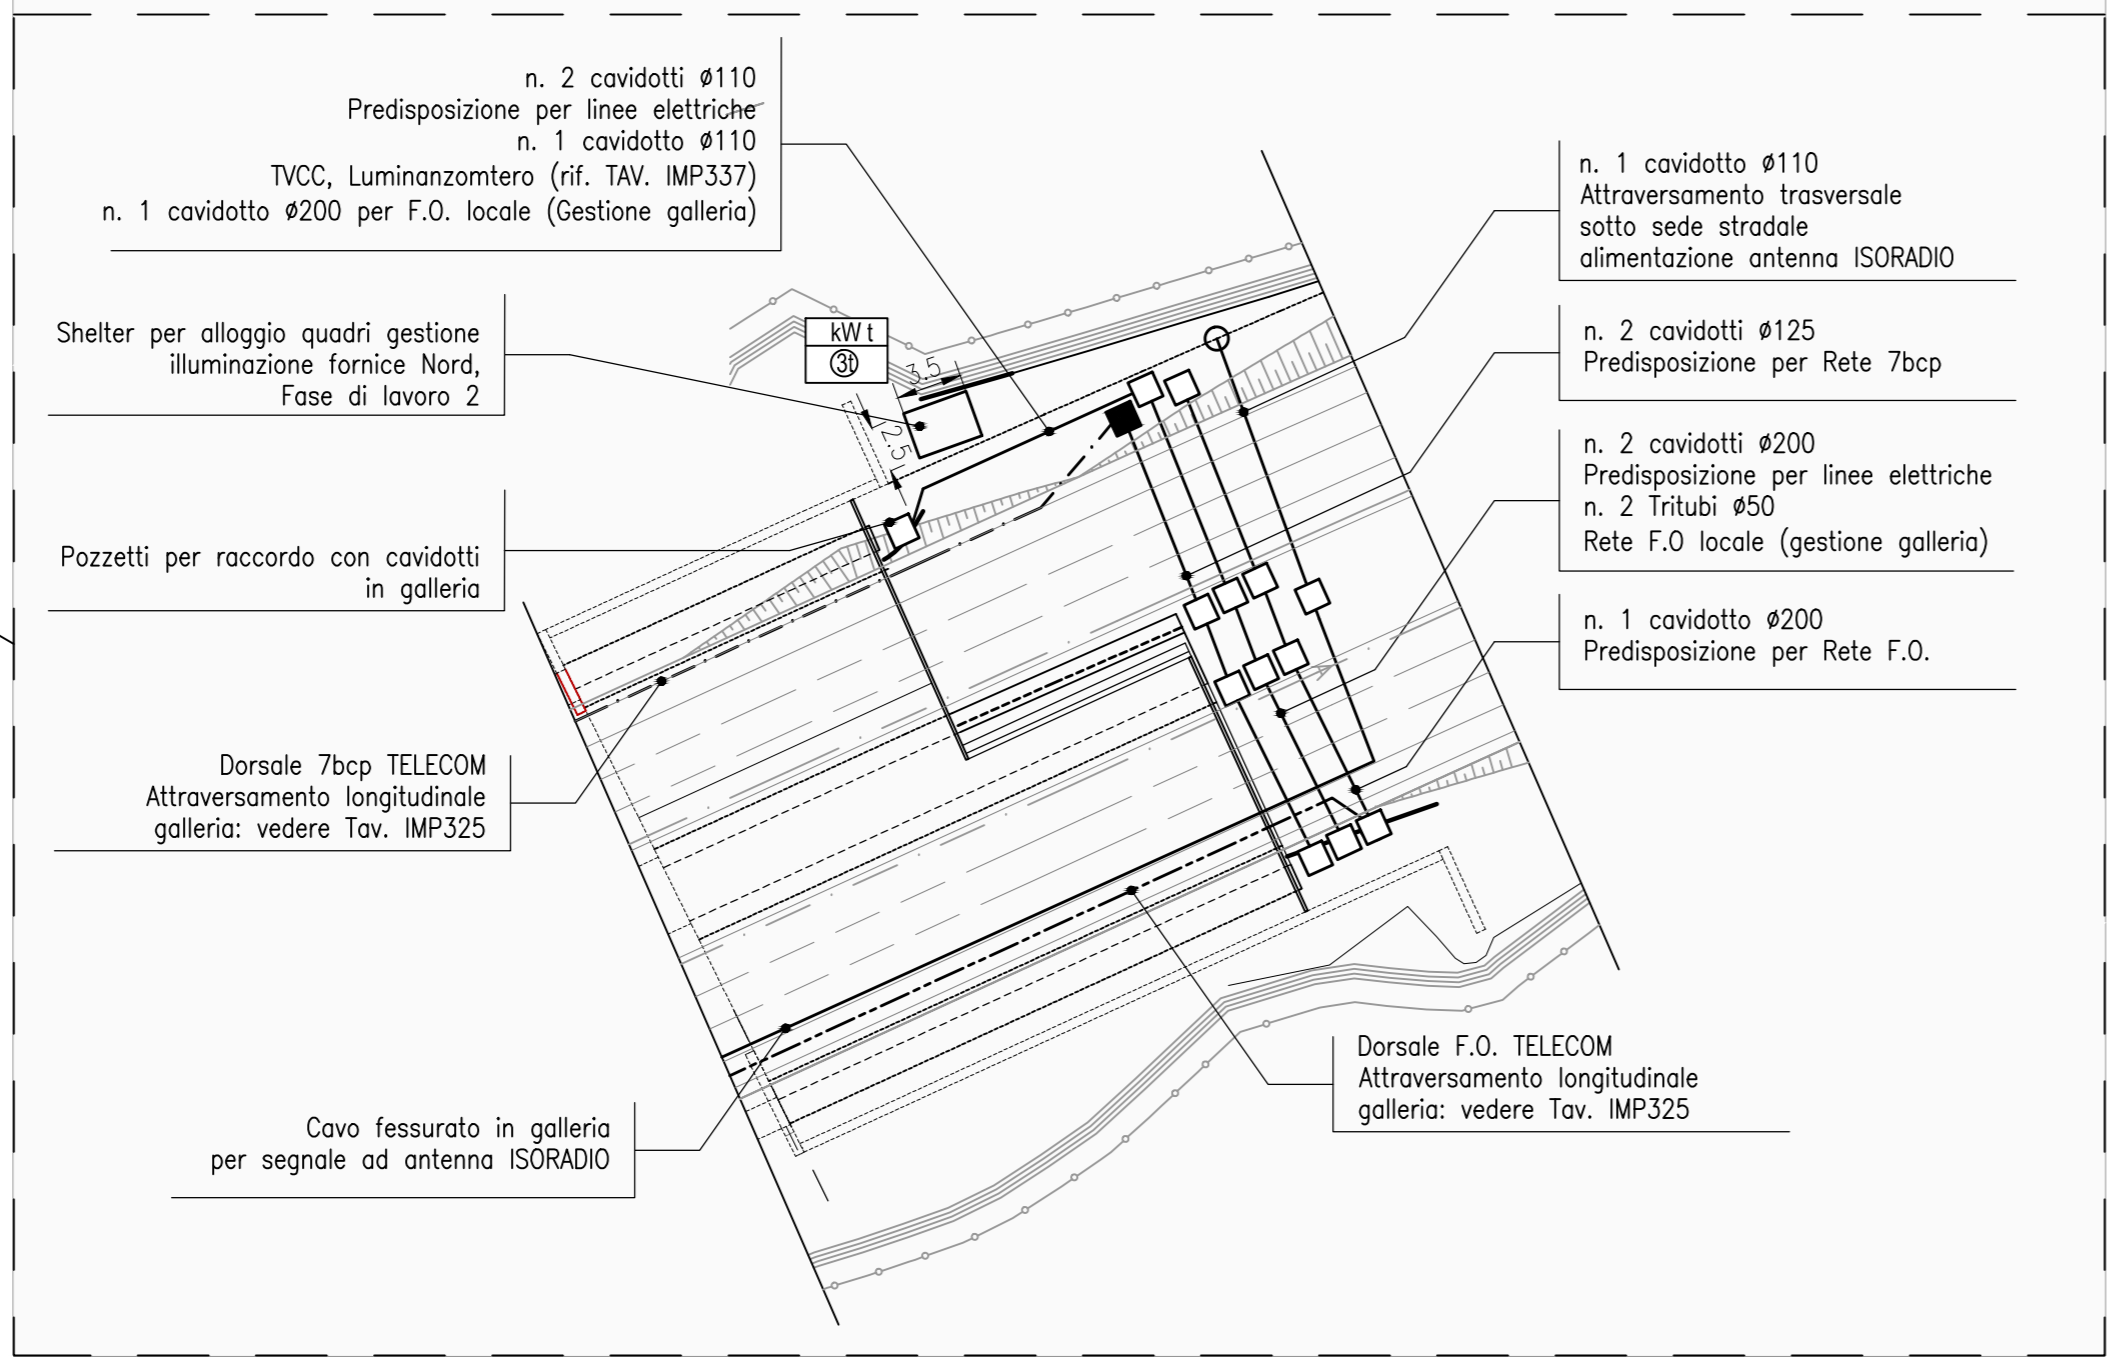 n. 2 cavidotti ø110
Predisposizione per linee elettriche
n. 1 cavidotto ø110
TVCC, Luminanzomtero (rif. TAV. IMP337)
n. 1 cavidotto ø200 per F.O. locale (Gestione galleria)
Shelter per alloggio quadri gestione
illuminazione fornice Nord,
Fase di lavoro 2
Pozzetti per raccordo con cavidotti
in galleria
Dorsale 7bcp TELECOM
Attraversamento longitudinale
galleria: vedere Tav. IMP325
Cavo fessurato in galleria
per segnale ad antenna ISORADIO
kW t
3t
3.5
2.5
n. 1 cavidotto ø110
Attraversamento trasversale
sotto sede stradale
alimentazione antenna ISORADIO
n. 2 cavidotti ø125
Predisposizione per Rete 7bcp
n. 2 cavidotti ø200
Predisposizione per linee elettriche
n. 2 Tritubi ø50
Rete F.O locale (gestione galleria)
n. 1 cavidotto ø200
Predisposizione per Rete F.O.
Dorsale F.O. TELECOM
Attraversamento longitudinale
galleria: vedere Tav. IMP325